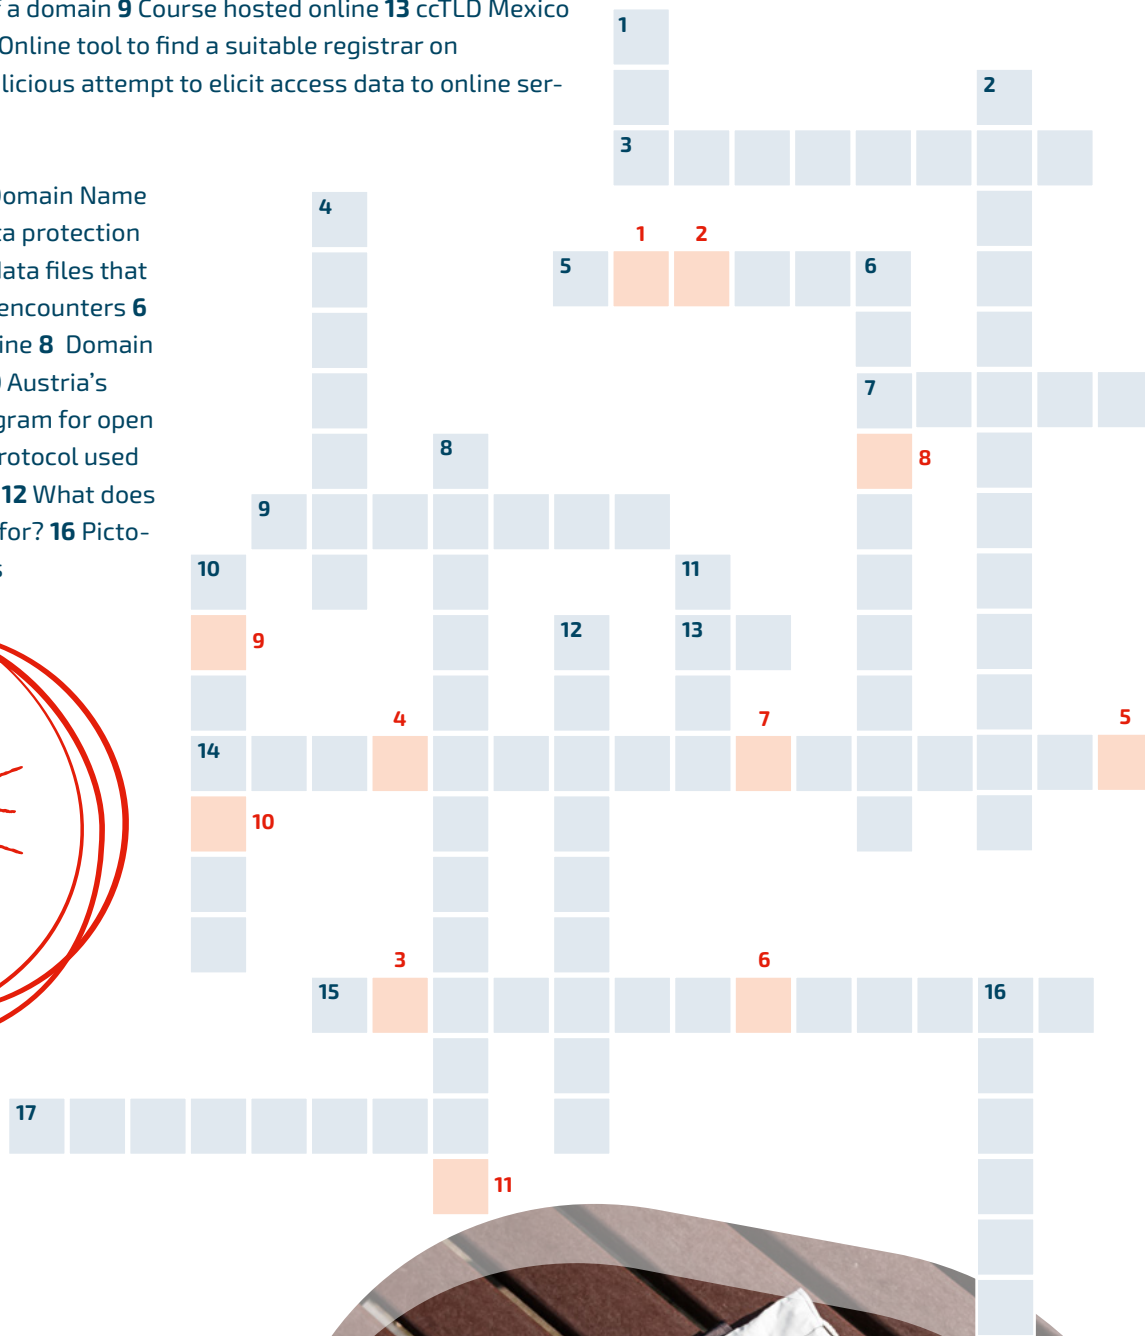 f a domain 9 Course hosted online 13 ccTLD Mexico
Online tool to find a suitable registrar on
licious attempt to elicit access data to online ser-
omain Name
ta protection
data files that
encounters 6
ine 8 Domain
Austria's
gram for open
rotocol used
12 What does
for? 16 Picto-
s
1
2
3
4
1 2
5 6
7
8
8
9
10 11
9 12 13
4 7 5
14
10
3 6
15 16
17
11